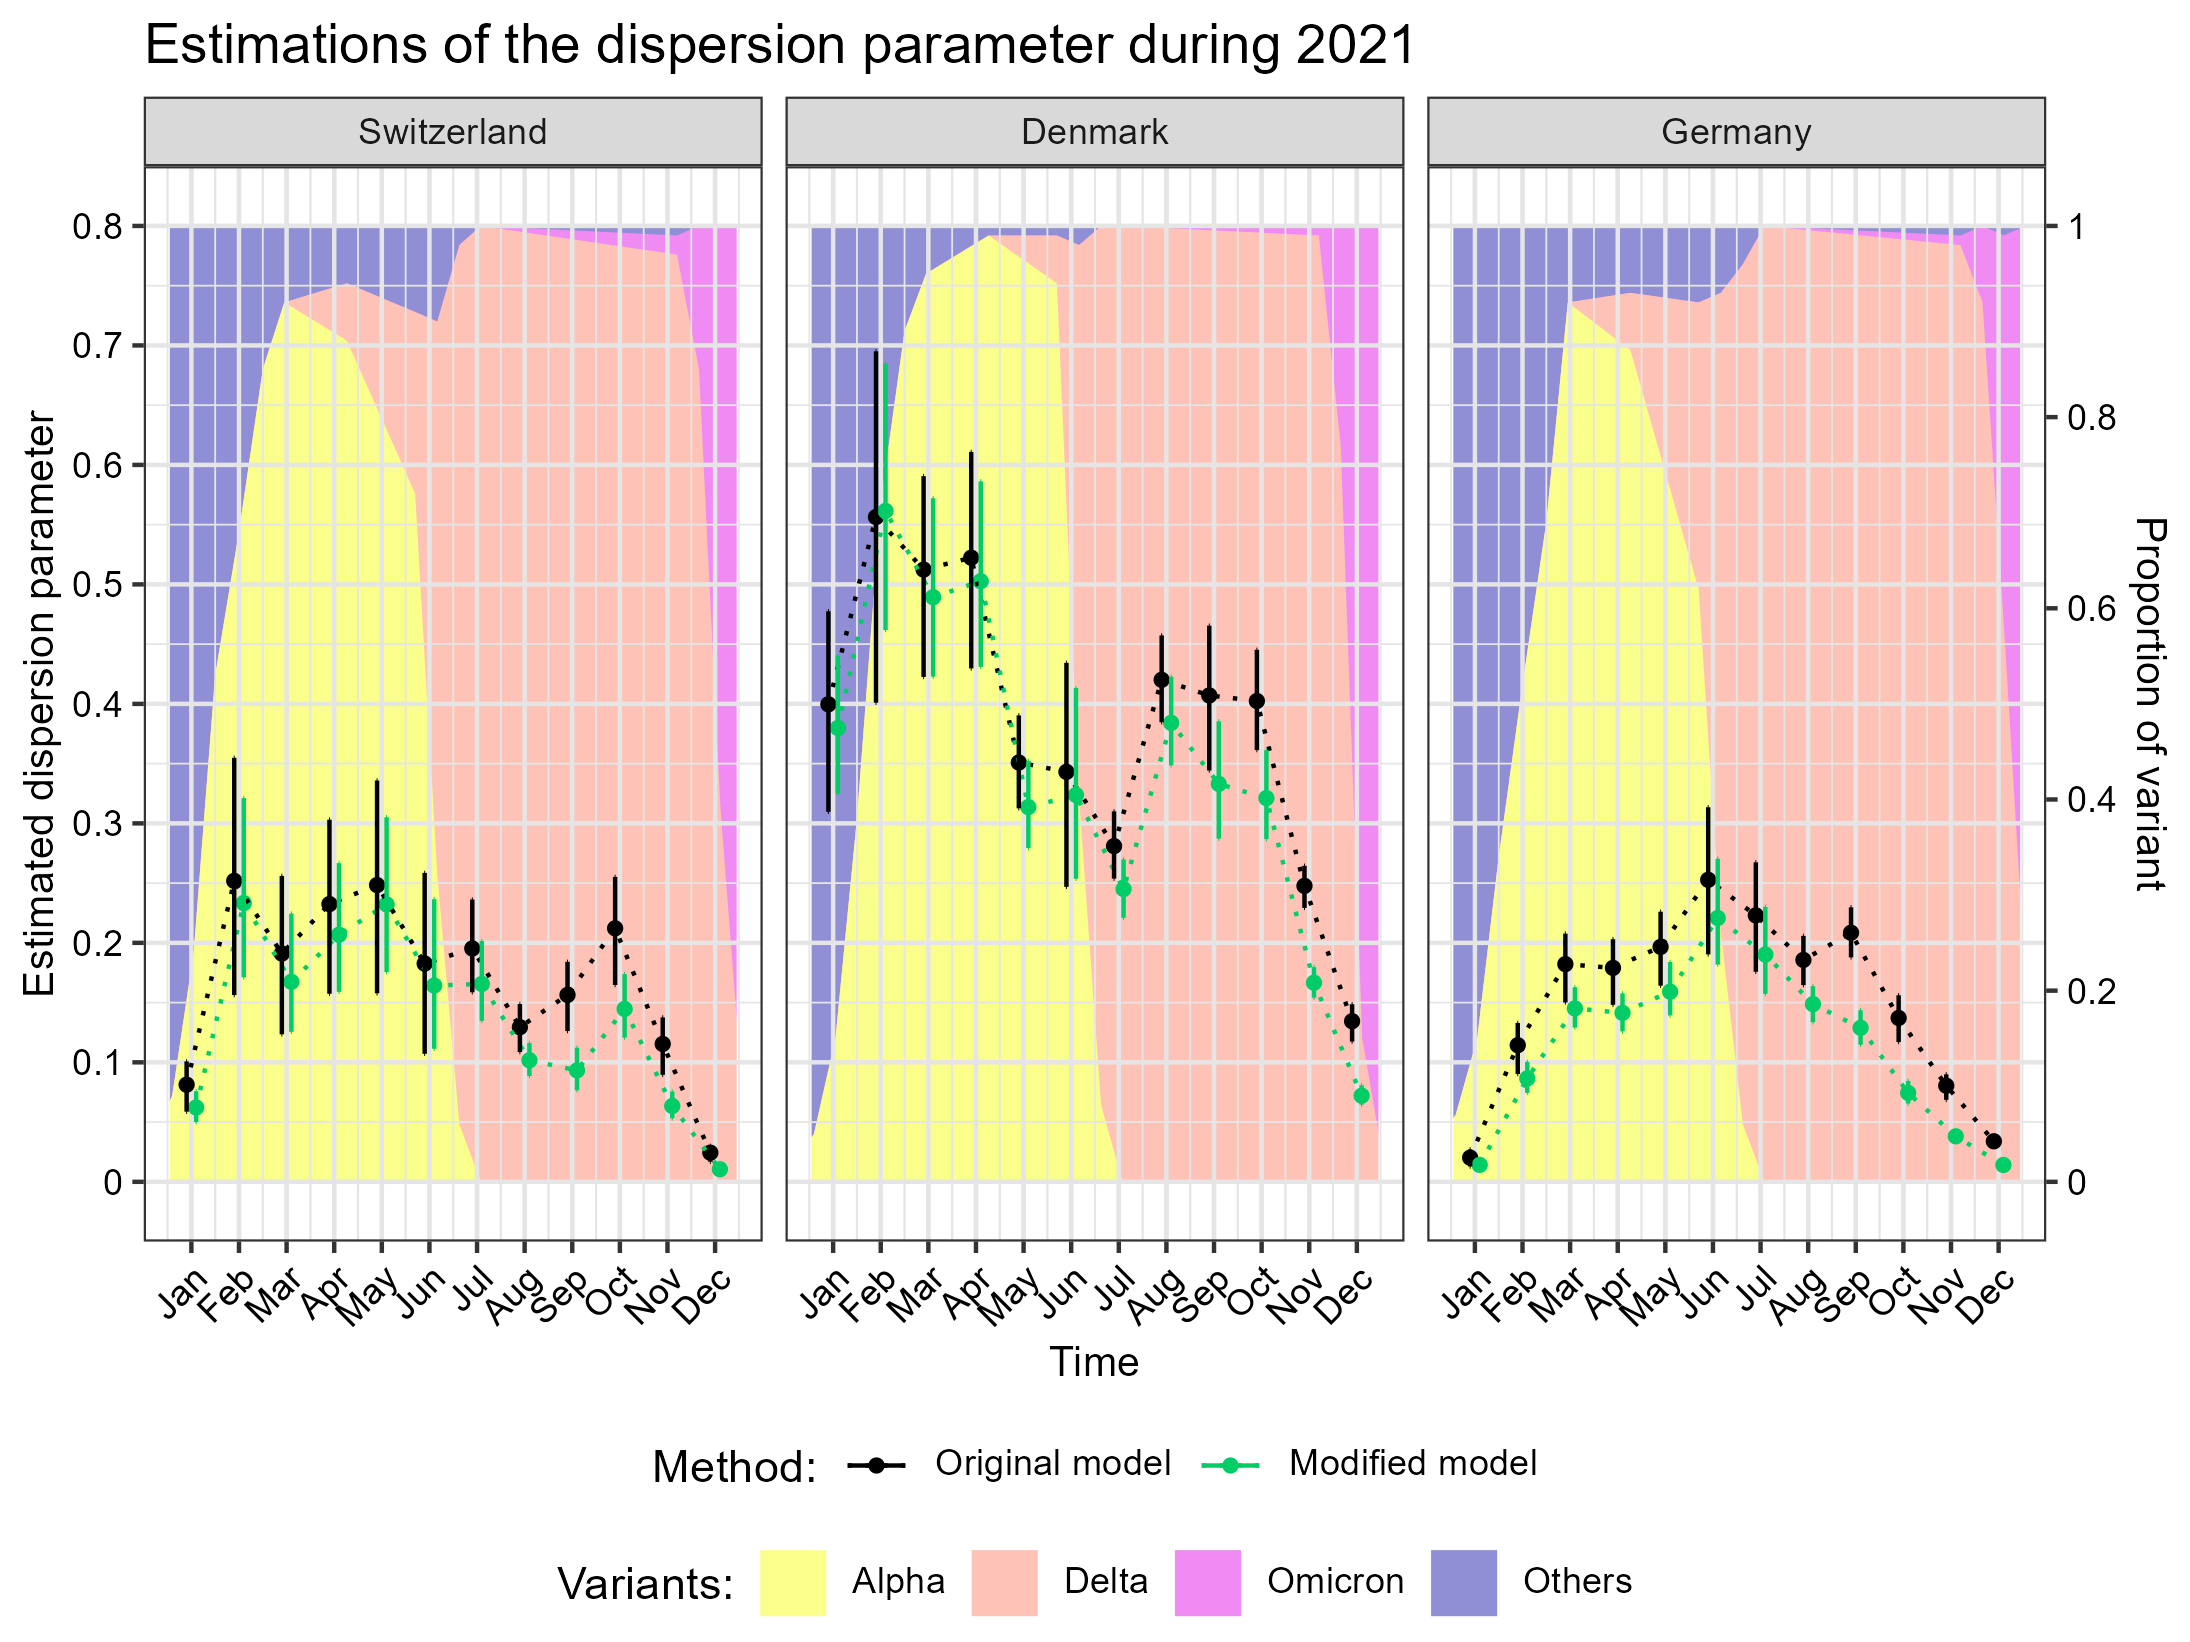 Estimations of the dispersion parameter during 2021
Switzerland Denmark Germany
Estimated dispersion parameter
0.8
0.7
0.6
0.5
0.4
0.3
0.2
0.1
0
1
0.8
0.6
0.4
0.2
0
Proportion of variant
Jan Feb Mar Apr May Jun Jul Aug Sep Oct Nov Dec
Jan Feb Mar Apr May Jun Jul Aug Sep Oct Nov Dec
Jan Feb Mar Apr May Jun Jul Aug Sep Oct Nov Dec
Time
Method: Original model Modified model
Variants: Alpha Delta Omicron Others